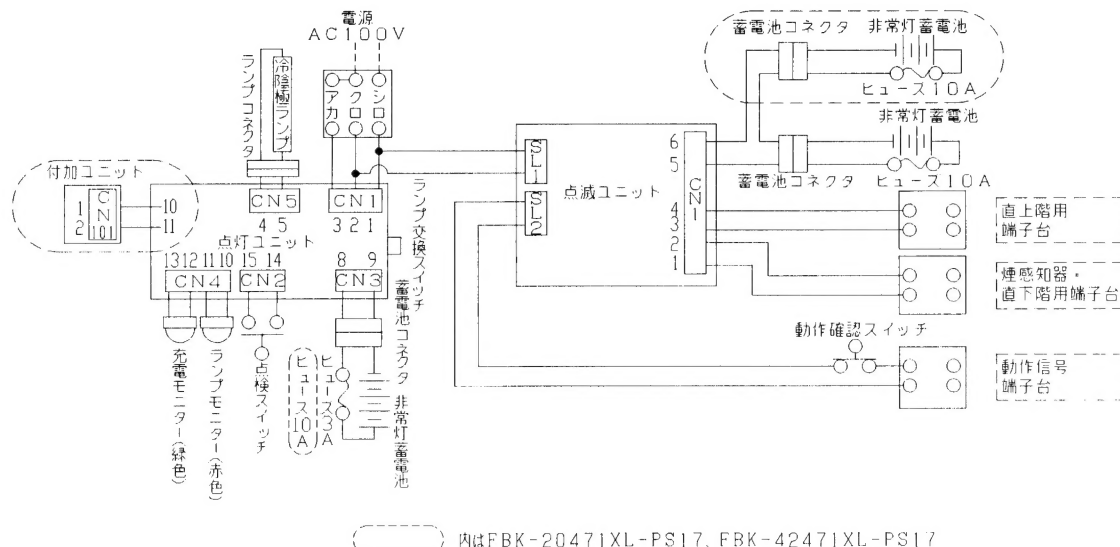 電源
AC100V
アカ
クロ
シロ
ランプコネクタ
冷陰極ランプ
付加ユニット
1
2
CN101
10
11
CN5
4 5
CN1
3 2 1
点灯ユニット
ランプ交換スイッチ
13 12 11 10
CN4
15 14
CN2
8 9
CN3
充電モニター(緑色)
ランプモニター(赤色)
点検スイッチ
ヒューズ10A
ヒューズ3A
蓄電池コネクタ
非常灯蓄電池
蓄電池コネクタ 非常灯蓄電池
ヒューズ10A
非常灯蓄電池
蓄電池コネクタ ヒューズ10A
SL1
SL2
点滅ユニット
CN1
6
5
4
3
2
1
直上階用
端子台
煙感知器・
直下階用端子台
動作確認スイッチ
動作信号
端子台
内はFBK-20471XL-PS17、FBK-42471XL-PS17